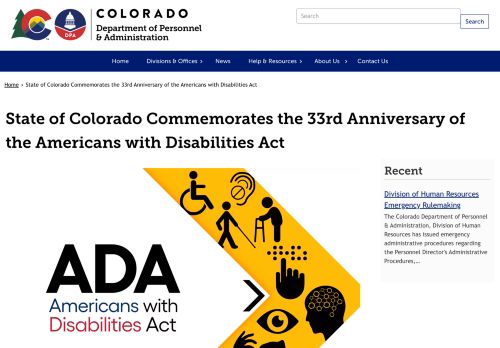 COLORADO
Department of Personnel
& Administration
DPA
Search
Search
Home
Divisions & Offices
News
Help & Resources
About Us
Contact Us
Home › State of Colorado Commemorates the 33rd Anniversary of the Americans with Disabilities Act
State of Colorado Commemorates the 33rd Anniversary of
the Americans with Disabilities Act
ADA
Americans with
Disabilities Act
Recent
Division of Human Resources
Emergency Rulemaking
The Colorado Department of Personnel
& Administration, Division of Human
Resources has issued emergency
administrative procedures regarding
the Personnel Director's Administrative
Procedures,...